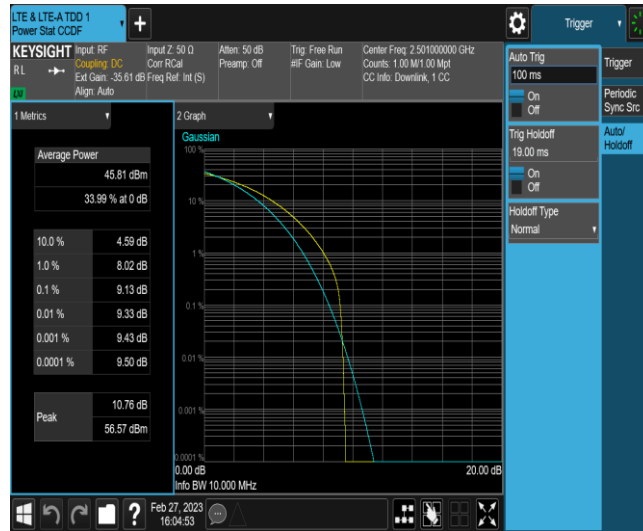 LTE & LTE-A TDD 1
Power Stat CCDF
Trigger
KEYSIGHT
RL
LXI
Input: RF
Coupling: DC
Ext Gain: -35.61 dB
Align: Auto
Input Z: 50 Ω
Corr RCal
Freq Ref: Int (S)
Atten: 50 dB
Preamp: Off
Trig: Free Run
#IF Gain: Low
Center Freq: 2.501000000 GHz
Counts: 1.00 M/1.00 Mpt
CC Info: Downlink, 1 CC
1 Metrics
Average Power
45.81 dBm
33.99 % at 0 dB
10.0 % 4.59 dB
1.0 % 8.02 dB
0.1 % 9.13 dB
0.01 % 9.33 dB
0.001 % 9.43 dB
0.0001 % 9.50 dB
Peak
10.76 dB
56.57 dBm
2 Graph
Gaussian
100 %
10 %
1 %
0.1 %
0.01 %
0.001 %
0.0001 %
0.00 dB 20.00 dB
Info BW 10.000 MHz
Auto Trig
100 ms
On
Off
Trig Holdoff
19.00 ms
On
Off
Holdoff Type
Normal
Trigger
Periodic
Sync Src
Auto/
Holdoff
?
Feb 27, 2023
16:04:53